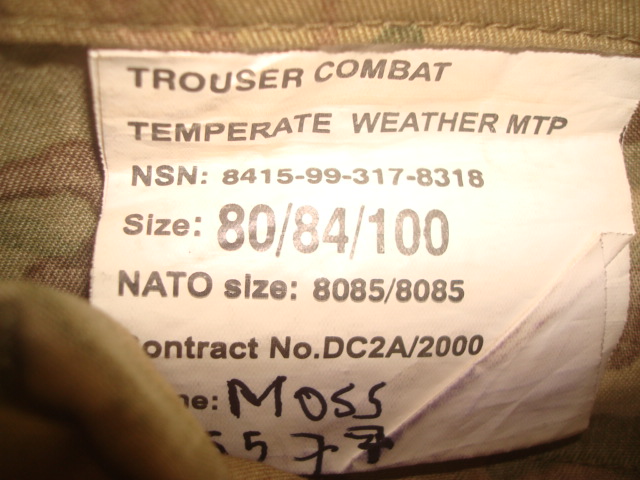 TROUSER COMBAT
TEMPERATE WEATHER MTP
NSN: 8415-99-317-8318
Size: 80/84/100
NATO size: 8085/8085
ontract No.DC2A/2000
me: MOSS